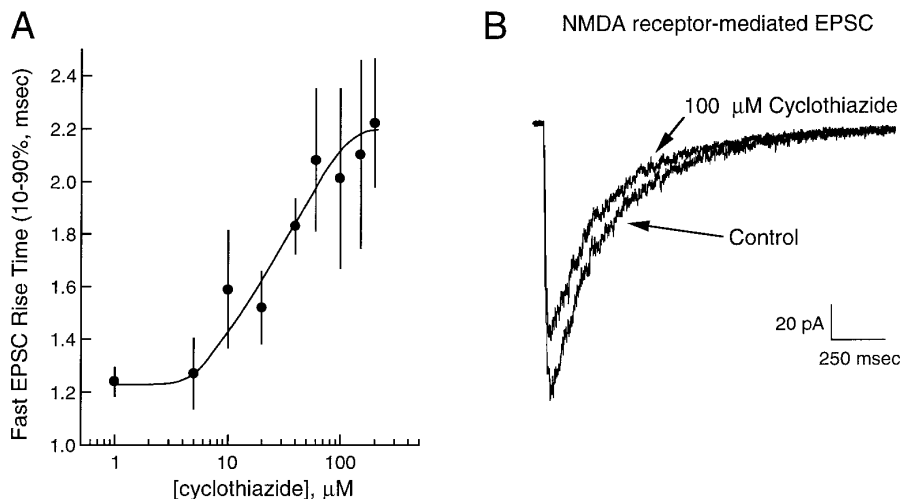 A
Fast EPSC Rise Time (10-90%, msec)
2.4
2.2
2.0
1.8
1.6
1.4
1.2
1.0
1
10
100
[cyclothiazide], μM
B
NMDA receptor-mediated EPSC
100 μM Cyclothiazide
Control
20 pA
250 msec